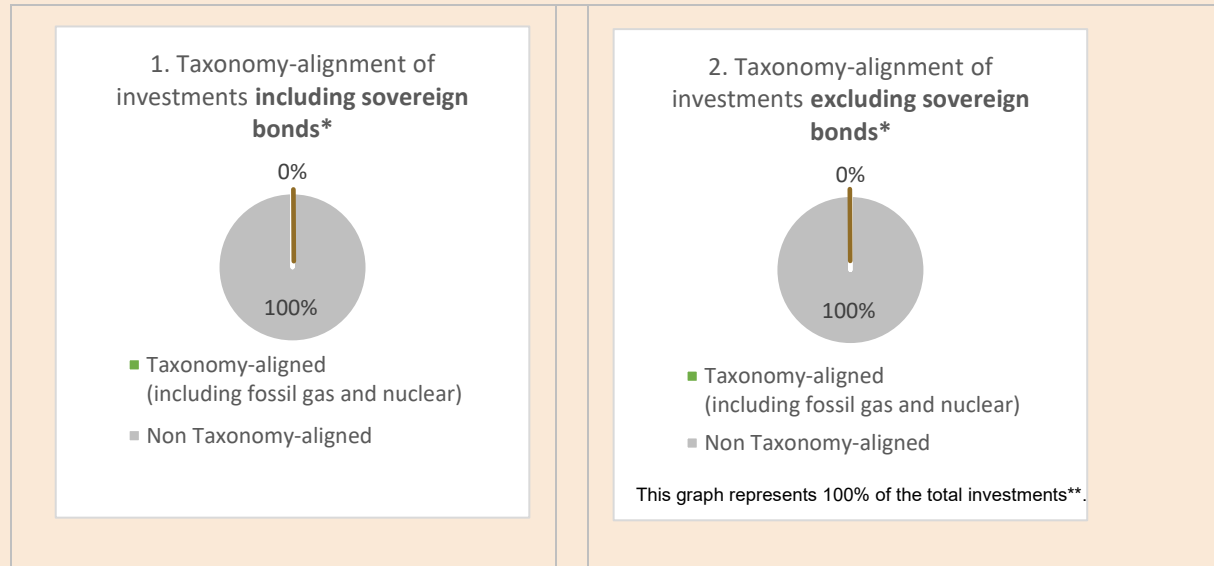 1. Taxonomy-alignment of
investments including sovereign
bonds*
0%
100%
Taxonomy-aligned
(including fossil gas and nuclear)
Non Taxonomy-aligned
2. Taxonomy-alignment of
investments excluding sovereign
bonds*
0%
100%
Taxonomy-aligned
(including fossil gas and nuclear)
Non Taxonomy-aligned
This graph represents 100% of the total investments**.